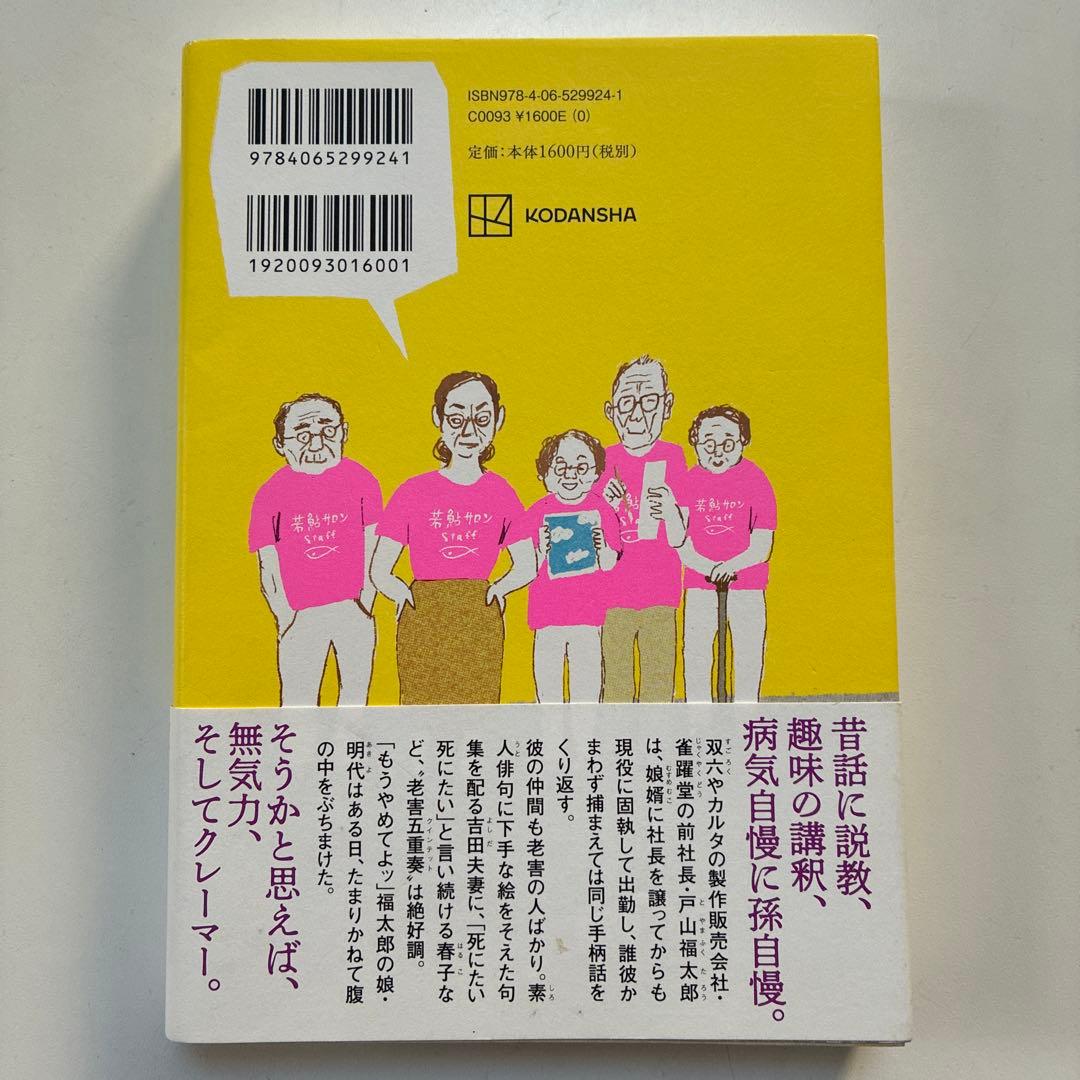 9784065299241
1920093016001
ISBN978-4-06-529924-1
C0093 ¥1600E (0)
定価：本体1600円（税別）
KODANSHA
若鮎サロン
Staff
若鮎サロン
Staff
若鮎サロン
Staff
昔話に説教、
趣味の講釈、
病気自慢に孫自慢。
双六やカルタの製作販売会社・
雀躍堂の前社長・戸山福太郎
は、娘婿に社長を譲ってからも
現役に固執して出勤し、誰彼か
まわず捕まえては同じ手柄話を
くり返す。
彼の仲間も老害の人ばかり。素
人俳句に下手な絵をそえた句
集を配る吉田夫妻に、「死にたい
死にたい」と言い続ける春子な
ど、〝老害五重奏〟は絶好調。
「もうやめてよッ」福太郎の娘・
明代はある日、たまりかねて腹
の中をぶちまけた。
そうかと思えば、
無気力、
そしてクレーマー。